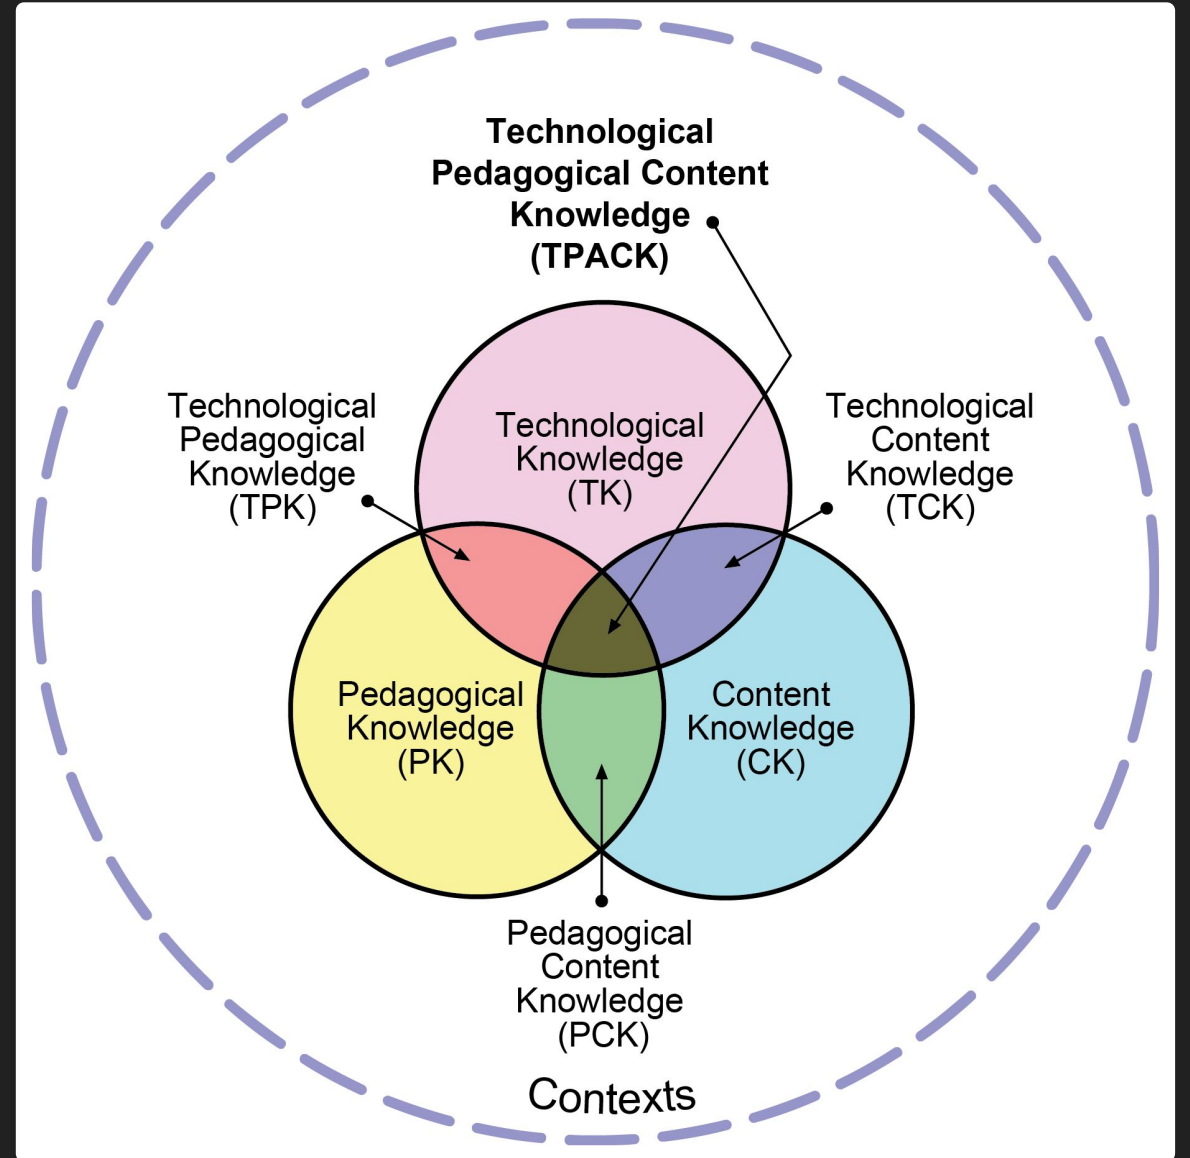 Technological
Pedagogical Content
Knowledge
(TPACK)
Technological
Pedagogical
Knowledge
(TPK)
Technological
Knowledge
(TK)
Technological
Content
Knowledge
(TCK)
Pedagogical
Knowledge
(PK)
Content
Knowledge
(CK)
Pedagogical
Content
Knowledge
(PCK)
Contexts